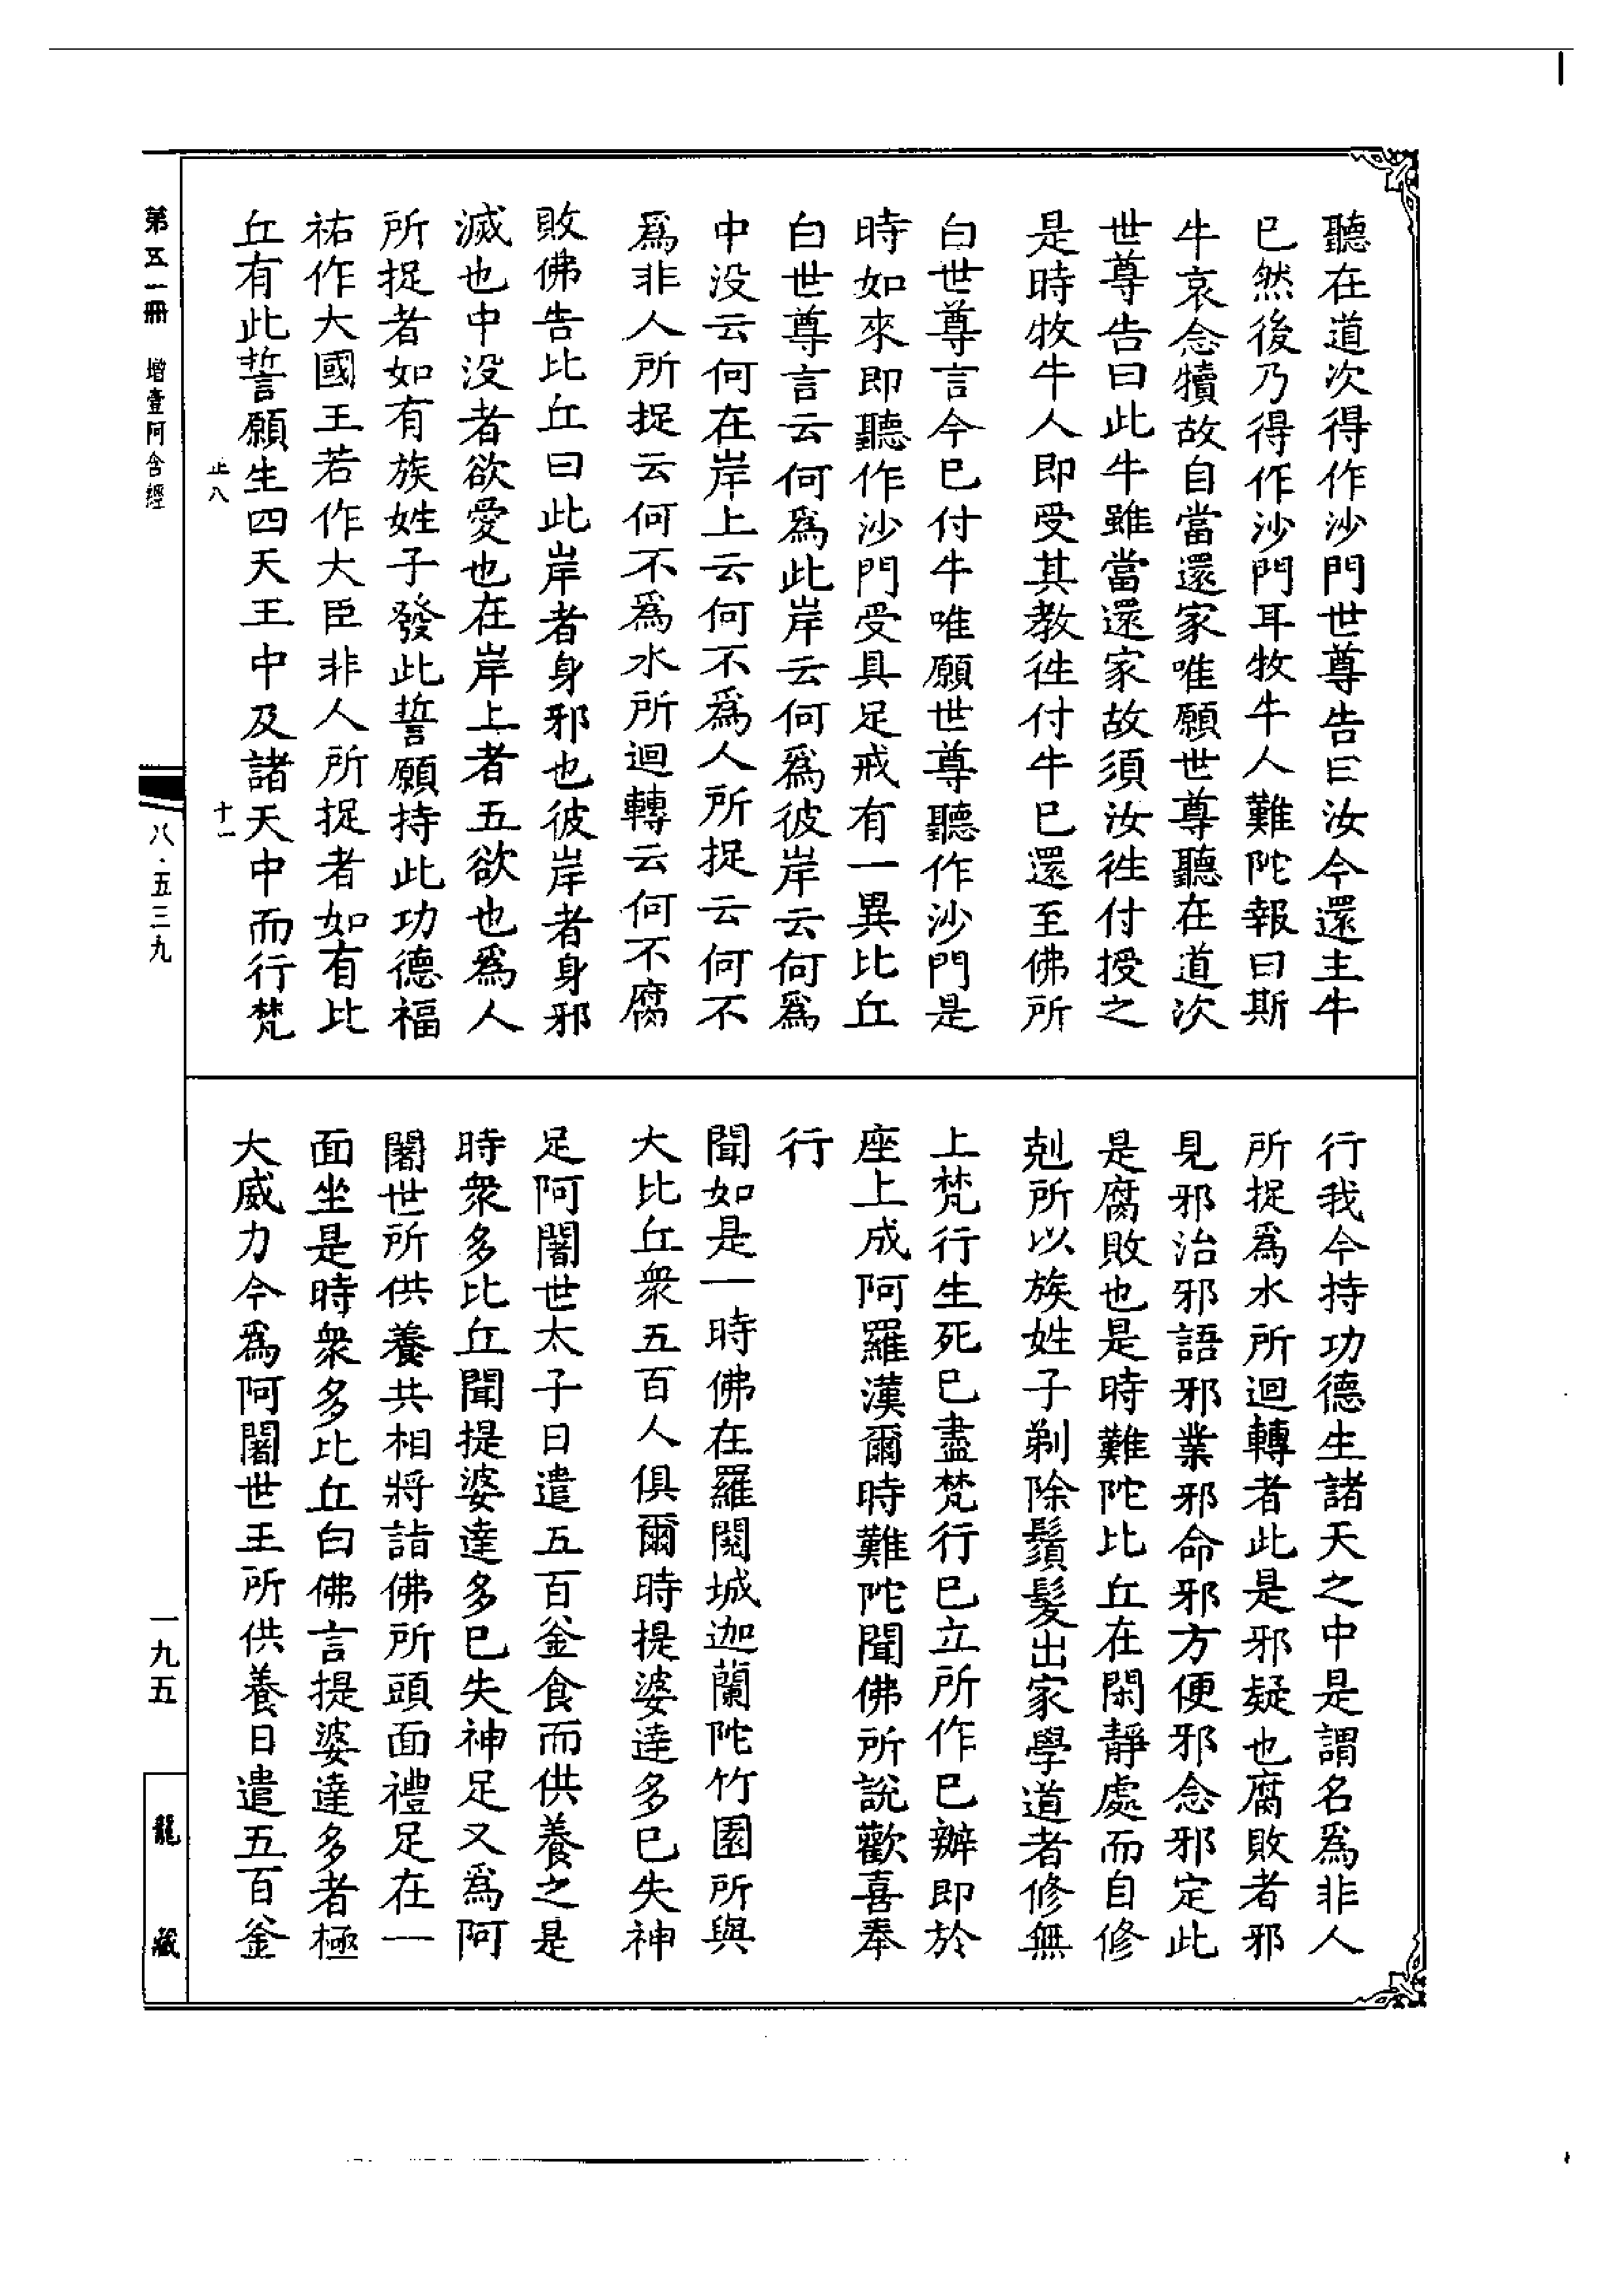 聽在道次得作沙門世尊告曰汝今還主牛
已然後乃得作沙門耳牧牛人難陀報曰斯
牛哀念犢故自當還家唯願世尊聽在道次
世尊告曰此牛雖當還家故須汝徃付授之
是時牧牛人即受其教徃付牛已還至佛所
白世尊言今已付牛唯願世尊聽作沙門是
時如來即聽作沙門受具足戒有一異比丘
白世尊言云何爲此岸云何爲彼岸云何爲
中没云何在岸上云何不爲人所捉云何不
爲非人所捉云何不爲水所迴轉云何不腐
敗佛告比丘曰此岸者身邪也彼岸者身邪
滅也中没者欲愛也在岸上者五欲也爲人
所捉者如有族姓子發此誓願持此功德福
祐作大國王若作大臣非人所捉者如有比
丘有此誓願生四天王中及諸天中而行梵
行我今持功德生諸天之中是謂名爲非人
所捉爲水所迴轉者此是邪疑也腐敗者邪
見邪治邪語邪業邪命邪方便邪念邪定此
是腐敗也是時難陀比丘在閑靜處而自修
剋所以族姓子剃除鬚髮出家學道者修無
上梵行生死已盡梵行已立所作已辦即於
座上成阿羅漢爾時難陀聞佛所說歡喜奉
行
聞如是一時佛在羅閱城迦蘭陀竹園所與
大比丘衆五百人俱爾時提婆達多已失神
足阿闍世太子日遣五百釜食而供養之是
時衆多比丘聞提婆達多已失神足又爲阿
闍世所供養共相將詣佛所頭面禮足在一
面坐是時衆多比丘白佛言提婆達多者極
大威力今爲阿闍世王所供養日遣五百釜
止八
十一
第五一冊 增壹阿含經
八·五三九
一九五
龍藏